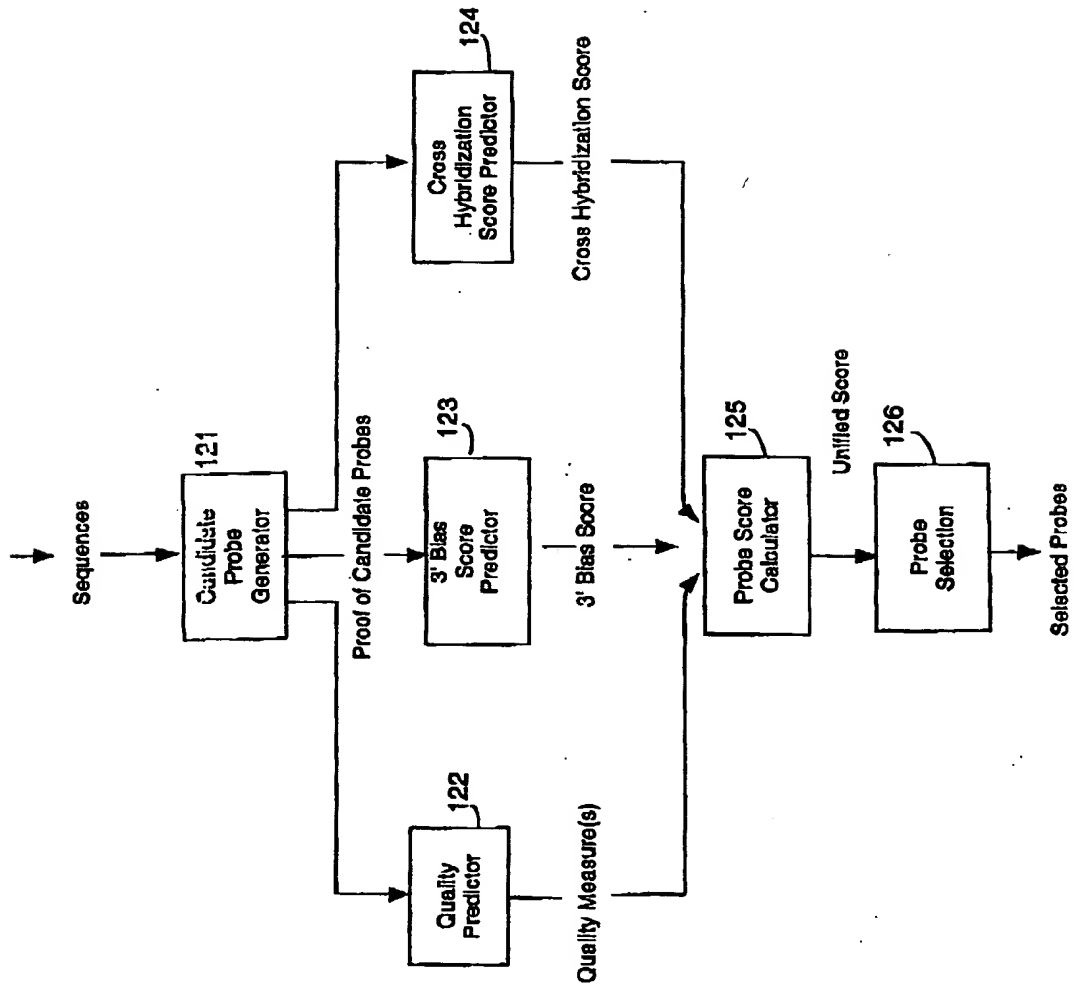 Sequences
121
Candidate
Probe
Generator
Proof of Candidate Probes
122
Quality
Predictor
123
3' Bias
Score
Predictor
124
Cross
Hybridization
Score Predictor
Quality Measure(s)
3' Bias Score
Cross Hybridization Score
125
Probe Score
Calculator
Unified Score
126
Probe
Selection
Selected Probes